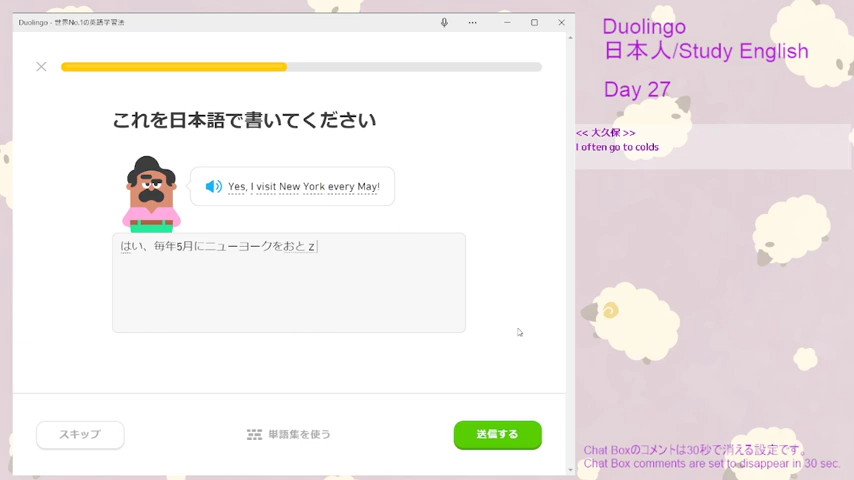 Duolingo - 世界No.1の英語学習法
これを日本語で書いてください
Yes, I visit New York every May!
はい、毎年5月にニューヨークをおとz
スキップ
単語集を使う
送信する
Duolingo
日本人/Study English
Day 27
<< 大久保 >>
I often go to colds
Chat Boxのコメントは30秒で消える設定です。
Chat Box comments are set to disappear in 30 sec.